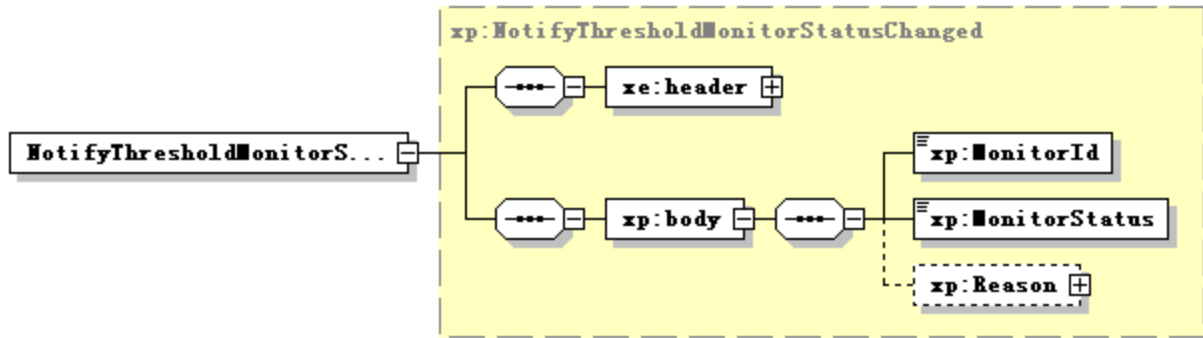 xp:NotifyThresholdMonitorStatusChanged
xe:header
NotifyThresholdMonitorS...
xp:MonitorId
xp:body
xp:MonitorStatus
xp:Reason